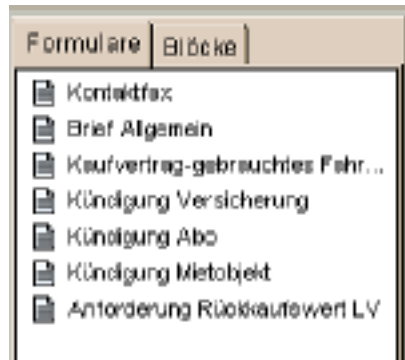 Formulare Blöcke
Kontaktfax
Brief Allgemein
Kaufvertrag-gebrauchtes Fahr...
Kündigung Versicherung
Kündigung Abo
Kündigung Mietobjekt
Anforderung Rückkaufswert LV